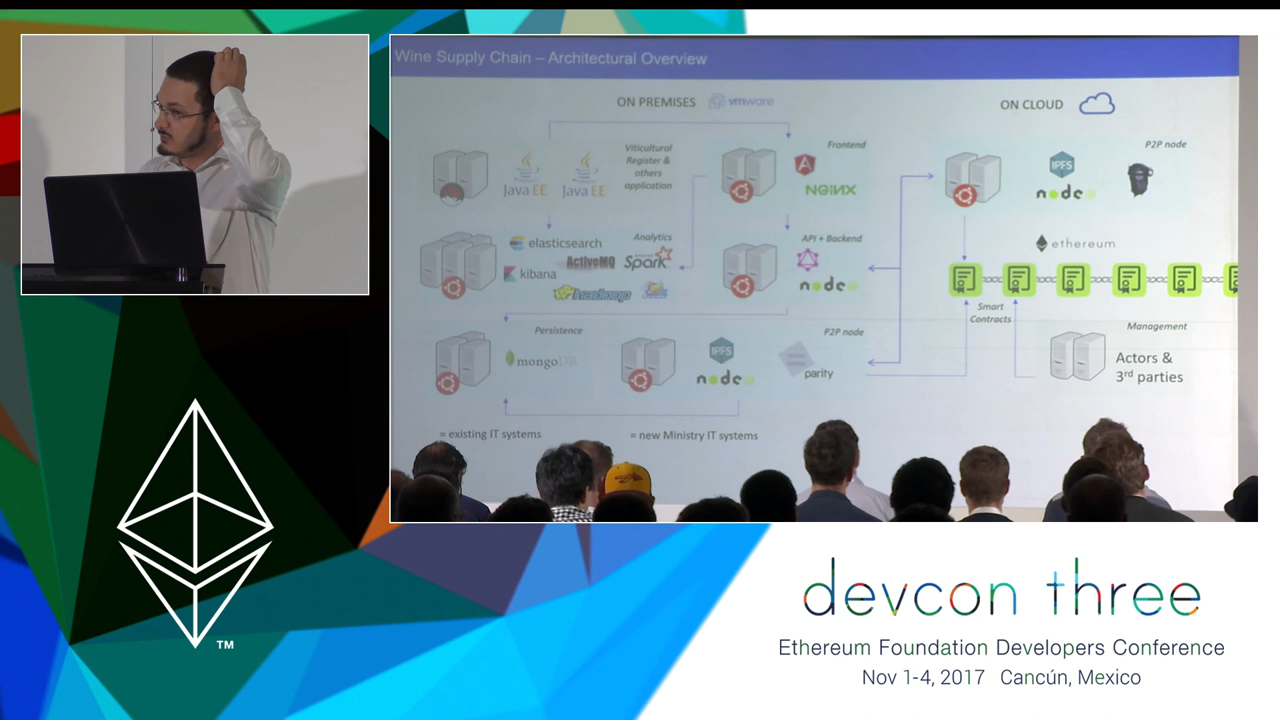 Wine Supply Chain – Architectural Overview
ON PREMISES
vmware
ON CLOUD
Viticultural
Register &
others
application
Java EE
Java EE
Frontend
NGINX
P2P node
IPFS
node
elasticsearch
Analytics
ActiveMQ
Spark
kibana
hadoop
API + Backend
node
ethereum
Smart
Contracts
Persistence
mongoDB
IPFS
node
P2P node
parity
Management
Actors &
3rd parties
= existing IT systems
= new Ministry IT systems
TM
devcon three
Ethereum Foundation Developers Conference
Nov 1-4, 2017 Cancún, Mexico